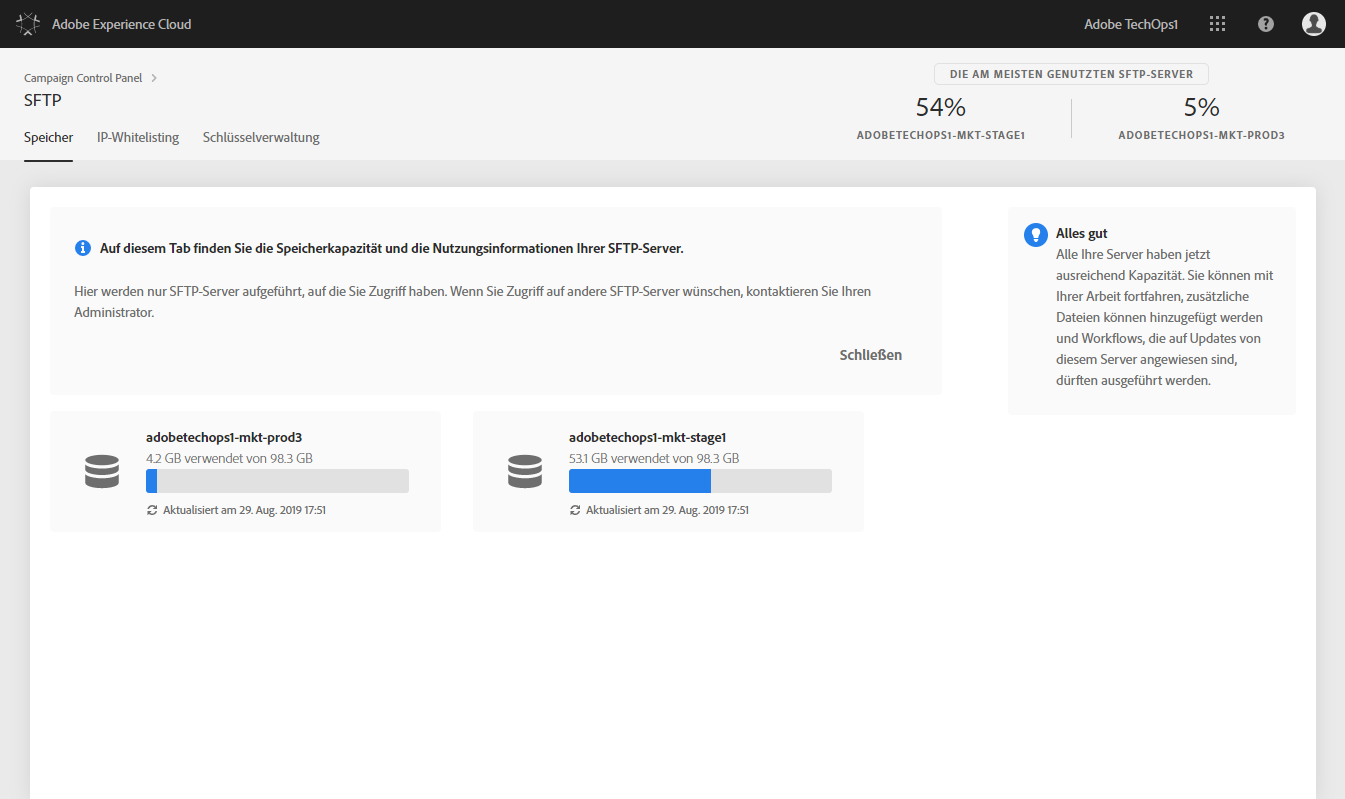 Adobe Experience Cloud
Adobe TechOps1
Campaign Control Panel
SFTP
Speicher
IP-Whitelisting
Schlüsselverwaltung
DIE AM MEISTEN GENUTZTEN SFTP-SERVER
54%
5%
ADOBETECHOPS1-MKT-STAGE1
ADOBETECHOPS1-MKT-PROD3
Auf diesem Tab finden Sie die Speicherkapazität und die Nutzungsinformationen Ihrer SFTP-Server.
Hier werden nur SFTP-Server aufgeführt, auf die Sie Zugriff haben. Wenn Sie Zugriff auf andere SFTP-Server wünschen, kontaktieren Sie Ihren
Administrator.
Schließen
Alles gut
Alle Ihre Server haben jetzt
ausreichend Kapazität. Sie können mit
Ihrer Arbeit fortfahren, zusätzliche
Dateien können hinzugefügt werden
und Workflows, die auf Updates von
diesem Server angewiesen sind,
dürften ausgeführt werden.
adobetechops1-mkt-prod3
4.2 GB verwendet von 98.3 GB
Aktualisiert am 29. Aug. 2019 17:51
adobetechops1-mkt-stage1
53.1 GB verwendet von 98.3 GB
Aktualisiert am 29. Aug. 2019 17:51